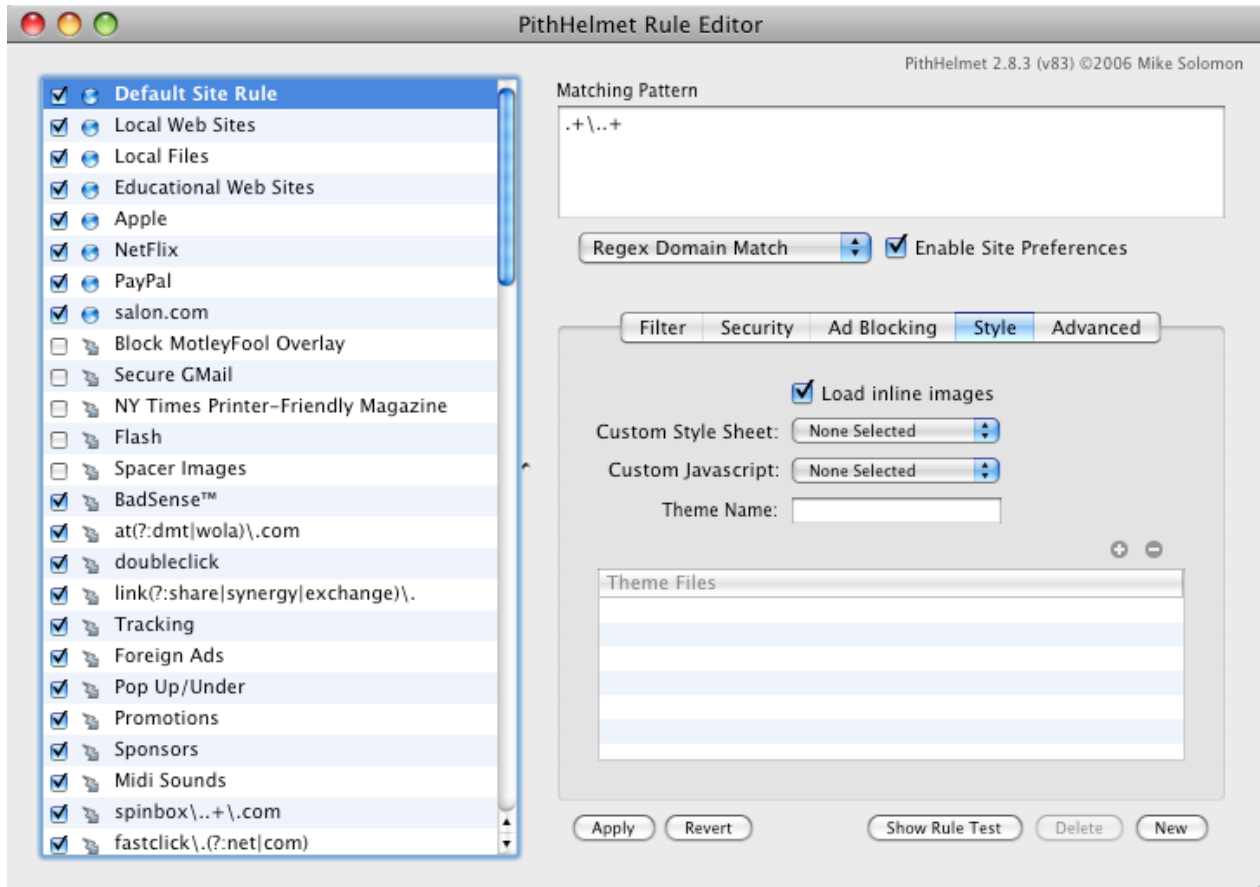 PithHelmet Rule Editor
PithHelmet 2.8.3 (v83) ©2006 Mike Solomon
Default Site Rule
Local Web Sites
Local Files
Educational Web Sites
Apple
NetFlix
PayPal
salon.com
Block MotleyFool Overlay
Secure GMail
NY Times Printer-Friendly Magazine
Flash
Spacer Images
BadSense™
at(?:dmt|wola)\.com
doubleclick
link(?:share|synergy|exchange)\.
Tracking
Foreign Ads
Pop Up/Under
Promotions
Sponsors
Midi Sounds
spinbox\..+\.com
fastclick\.(?:net|com)
Matching Pattern
.+\..+
Regex Domain Match
Enable Site Preferences
Filter Security Ad Blocking Style Advanced
Load inline images
Custom Style Sheet: None Selected
Custom Javascript: None Selected
Theme Name:
Theme Files
Apply Revert Show Rule Test Delete New